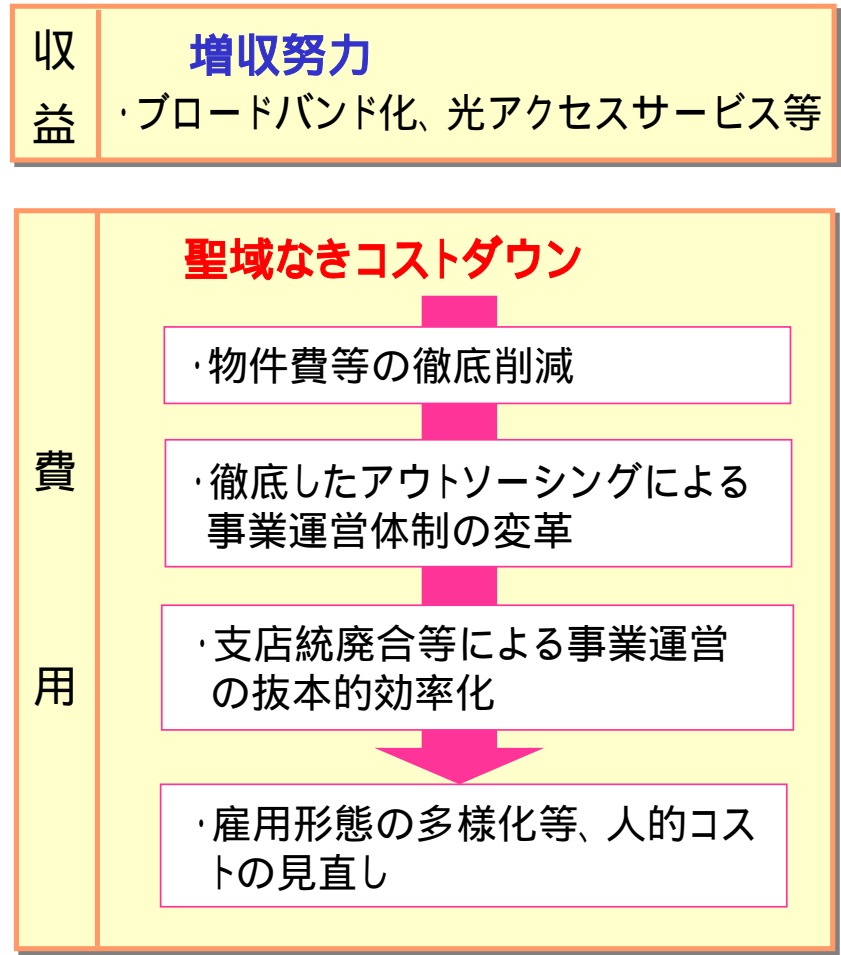 収
益
増収努力
・ブロードバンド化、光アクセスサービス等
費
用
聖域なきコストダウン
・物件費等の徹底削減
・徹底したアウトソーシングによる
事業運営体制の変革
・支店統廃合等による事業運営
の抜本的効率化
・雇用形態の多様化等、人的コス
トの見直し